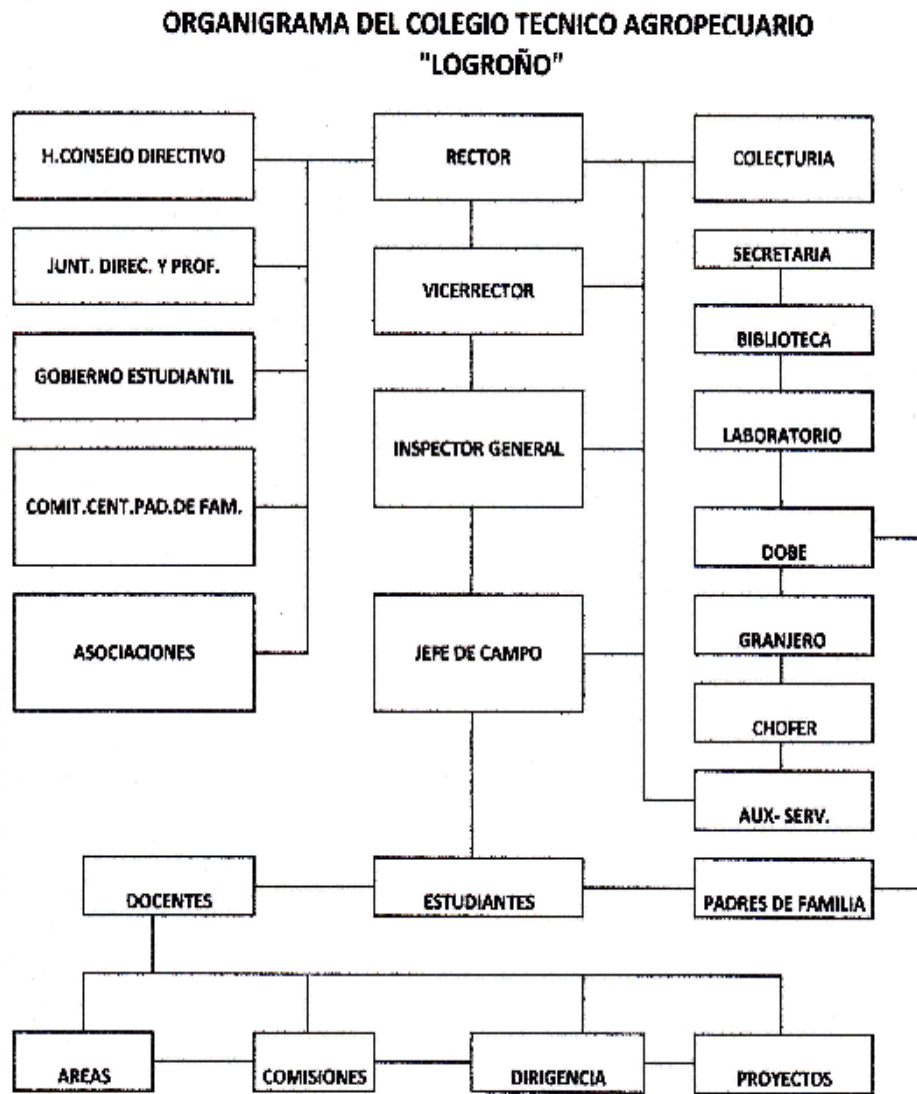 ORGANIGRAMA DEL COLEGIO TECNICO AGROPECUARIO
"LOGROÑO"
H.CONSEJO DIRECTIVO
RECTOR
COLECTURIA
JUNT. DIREC. Y PROF.
VICERRECTOR
SECRETARIA
BIBLIOTECA
GOBIERNO ESTUDIANTIL
INSPECTOR GENERAL
LABORATORIO
COMIT.CENT.PAD.DE FAM.
DOBE
ASOCIACIONES
JEFE DE CAMPO
GRANJERO
CHOFER
AUX- SERV.
DOCENTES
ESTUDIANTES
PADRES DE FAMILIA
AREAS
COMISIONES
DIRIGENCIA
PROYECTOS